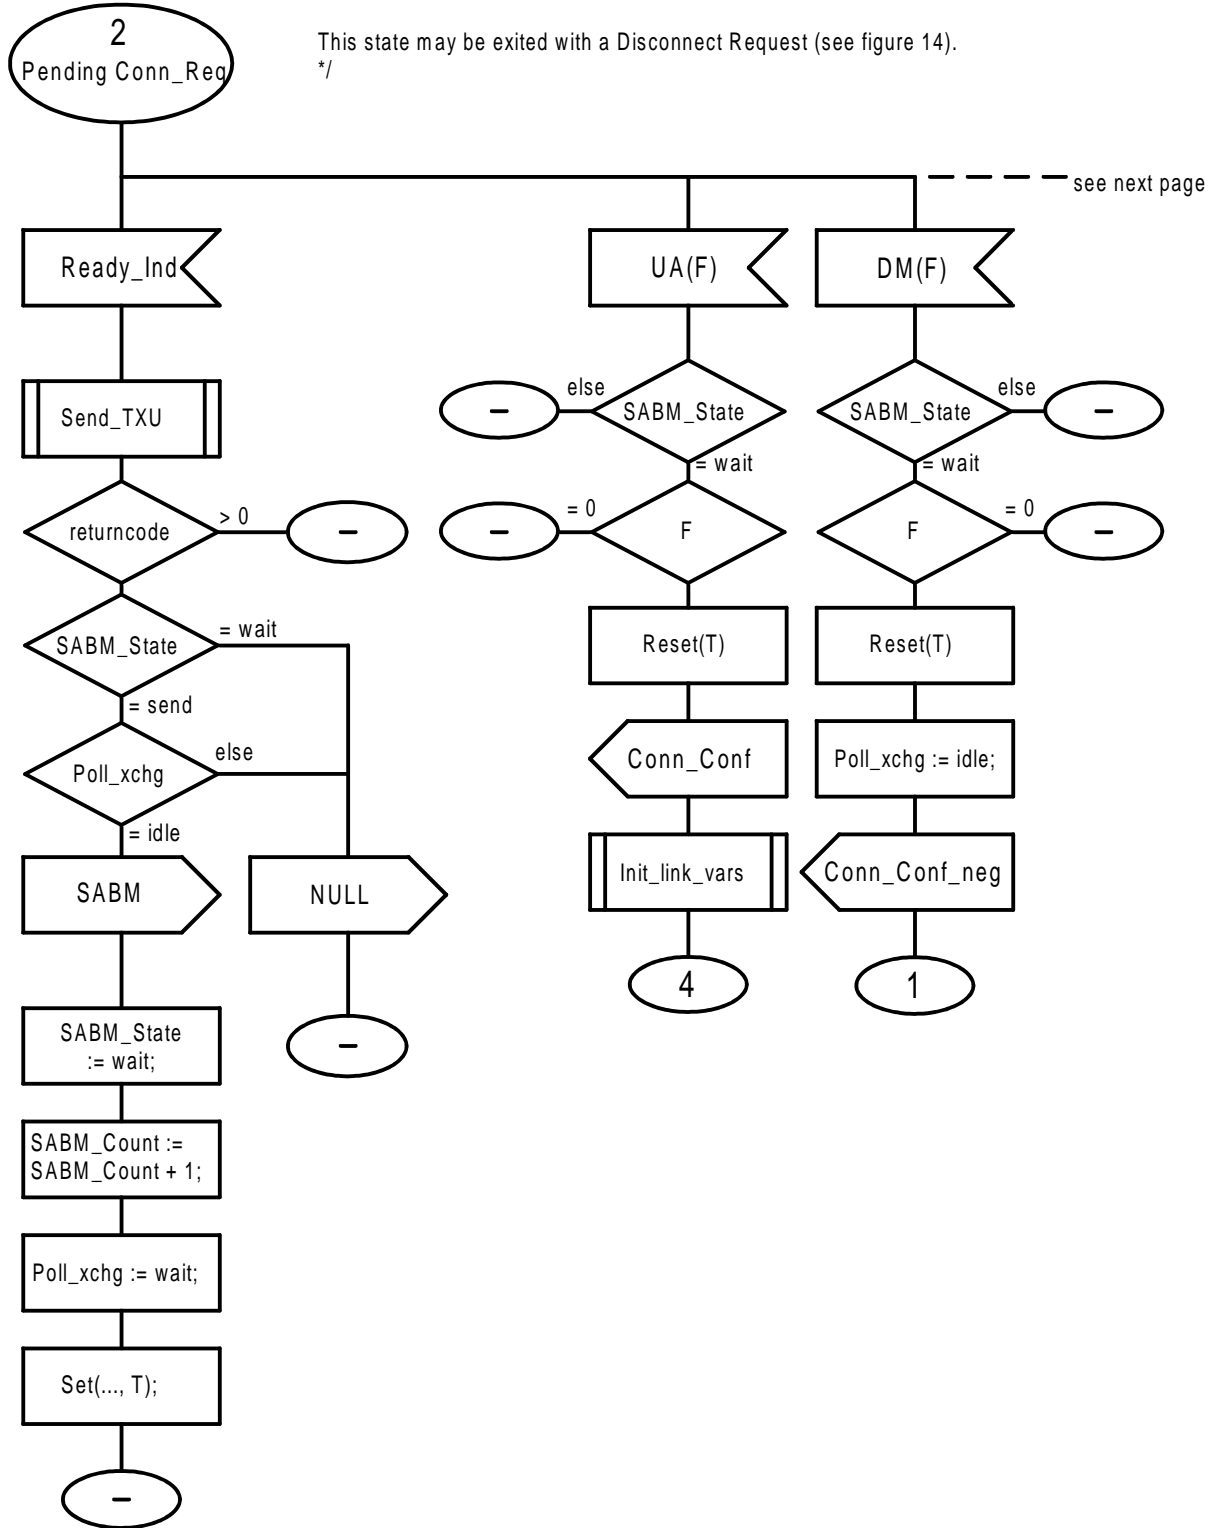 2
Pending Conn_Req
This state may be exited with a Disconnect Request (see figure 14).
*/
see next page
Ready_Ind
UA(F)
DM(F)
Send_TXU
else
SABM_State
–
= wait
SABM_State
else
–
= wait
returncode
> 0
–
–
= 0
F
F
= 0
–
SABM_State
= wait
= send
Reset(T)
Reset(T)
Poll_xchg
else
= idle
Conn_Conf
Poll_xchg := idle;
SABM
NULL
Init_link_vars
Conn_Conf_neg
4
1
SABM_State
:= wait;
–
SABM_Count :=
SABM_Count + 1;
Poll_xchg := wait;
Set(..., T);
–